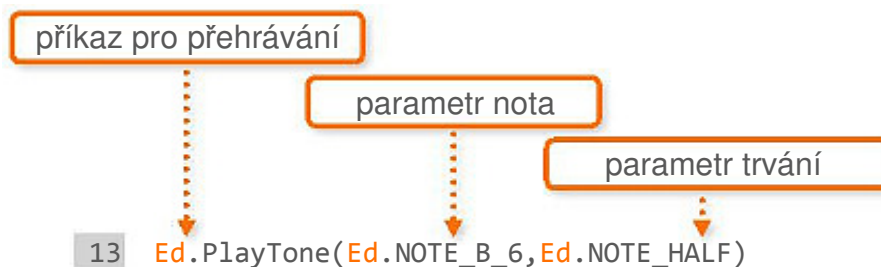 příkaz pro přehrávání
parametr nota
parametr trvání
13 Ed.PlayTone(Ed.NOTE_B_6,Ed.NOTE_HALF)